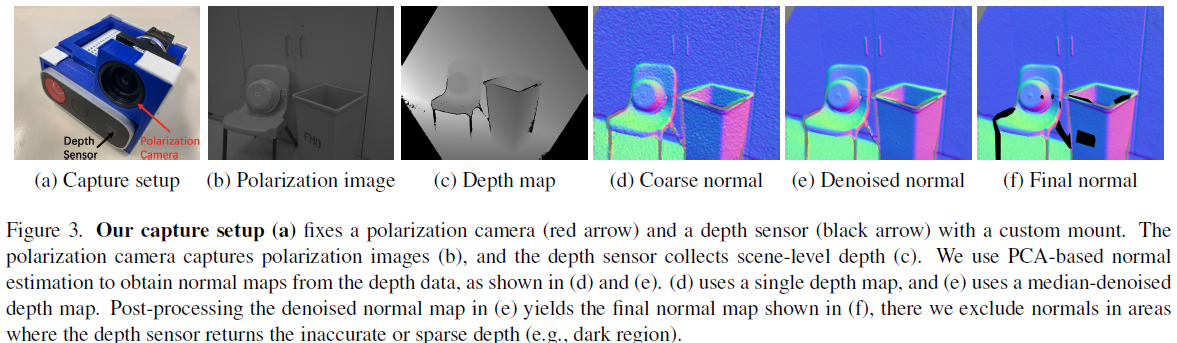 Depth
Sensor
Polarization
Camera
FMO
(a) Capture setup
(b) Polarization image
(c) Depth map
(d) Coarse normal
(e) Denoised normal
(f) Final normal
Figure 3. Our capture setup (a) fixes a polarization camera (red arrow) and a depth sensor (black arrow) with a custom mount. The
polarization camera captures polarization images (b), and the depth sensor collects scene-level depth (c). We use PCA-based normal
estimation to obtain normal maps from the depth data, as shown in (d) and (e). (d) uses a single depth map, and (e) uses a median-denoised
depth map. Post-processing the denoised normal map in (e) yields the final normal map shown in (f), there we exclude normals in areas
where the depth sensor returns the inaccurate or sparse depth (e.g., dark region).